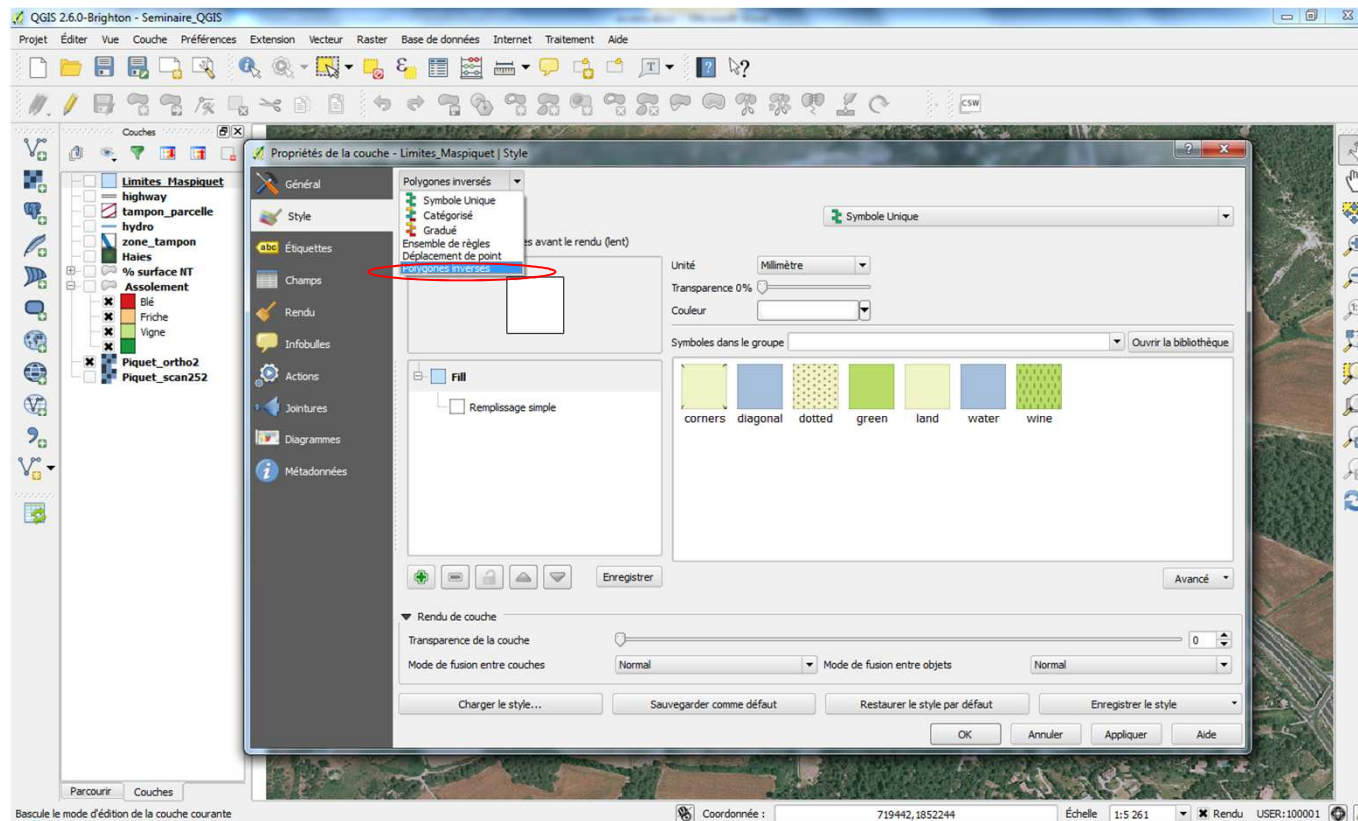 QGIS 2.6.0-Brighton - Seminaire_QGIS
Projet Éditer Vue Couche Préférences Extension Vecteur Raster Base de données Internet Traitement Aide
CSW
Couches
Limites_Maspiquet
highway
tampon_parcelle
hydro
zone_tampon
Haies
% surface NT
Assolement
Blé
Friche
Vigne
Piquet_ortho2
Piquet_scan252
Parcourir Couches
Propriétés de la couche - Limites_Maspiquet | Style
Général
Style
abc Étiquettes
Champs
Rendu
Infobulles
Actions
Jointures
Diagrammes
Métadonnées
Polygones inversés
Symbole Unique
Catégorisé
Gradué
Ensemble de règles
Déplacement de point
Polygones inversés
Symbole Unique
es avant le rendu (lent)
Unité Millimètre
Transparence 0%
Couleur
Symboles dans le groupe Ouvrir la bibliothèque
Fill
Remplissage simple
corners diagonal dotted green land water wine
Enregistrer
Avancé
Rendu de couche
Transparence de la couche 0
Mode de fusion entre couches Normal Mode de fusion entre objets Normal
Charger le style... Sauvegarder comme défaut Restaurer le style par défaut Enregistrer le style
OK Annuler Appliquer Aide
Bascule le mode d'édition de la couche courante Coordonnée : 719442,1852244 Échelle 1:5 261 Rendu USER:100001